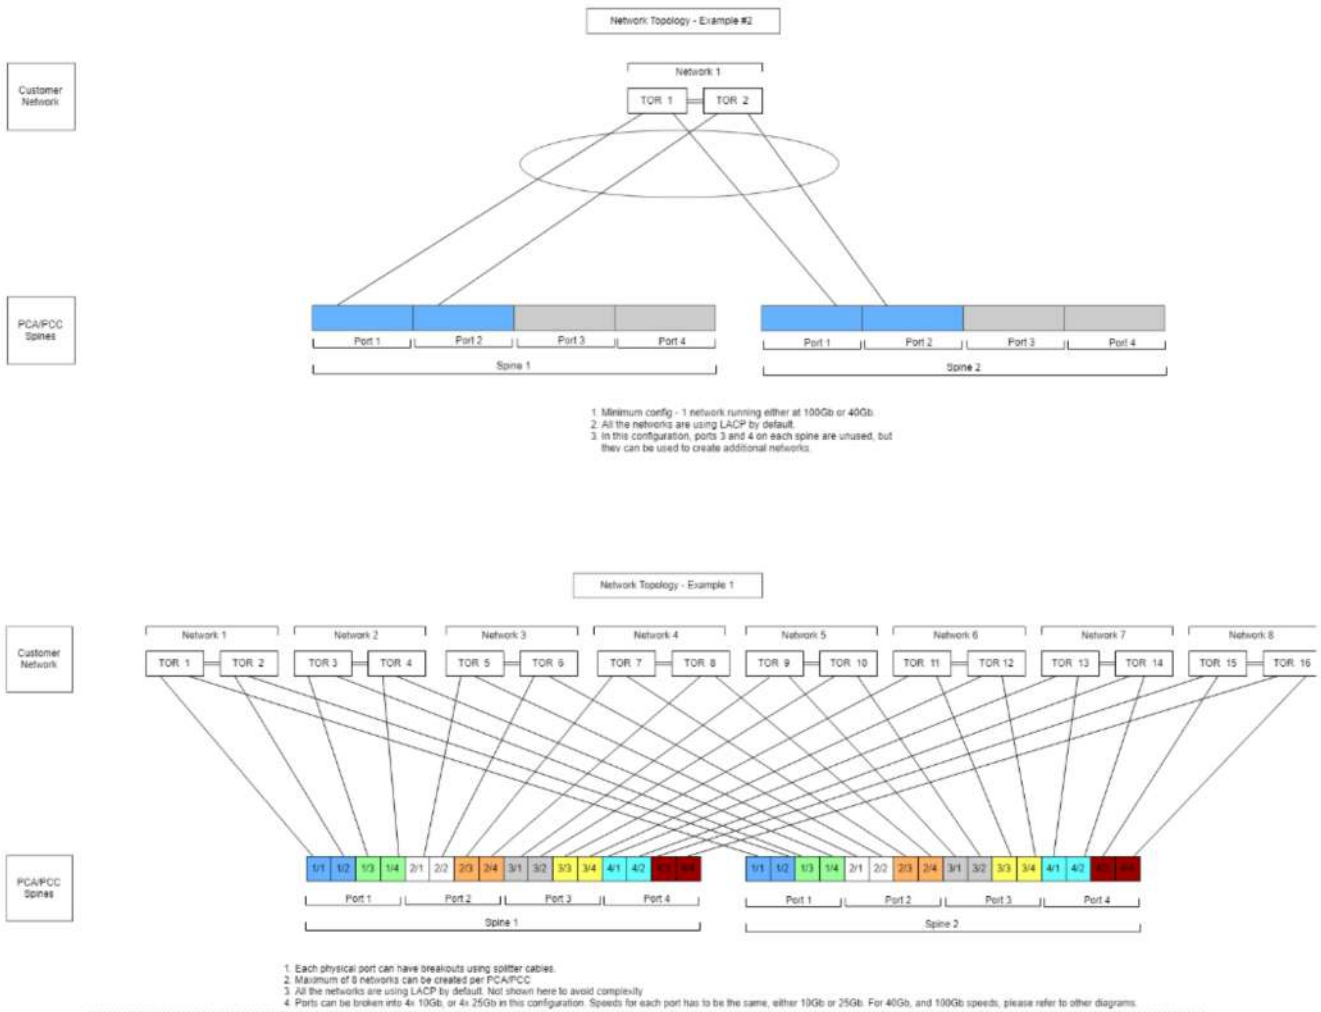 Network Topology - Example #2
Customer
Network
Network 1
TOR 1
TOR 2
PCA/PCC
Spines
Port 1
Port 2
Port 3
Port 4
Spine 1
Port 1
Port 2
Port 3
Port 4
Spine 2
1. Minimum config - 1 network running either at 100Gb or 40Gb.
2. All the networks are using LACP by default.
3. In this configuration, ports 3 and 4 on each spine are unused, but
they can be used to create additional networks.
Network Topology - Example 1
Customer
Network
Network 1
Network 2
Network 3
Network 4
Network 5
Network 6
Network 7
Network 8
TOR 1
TOR 2
TOR 3
TOR 4
TOR 5
TOR 6
TOR 7
TOR 8
TOR 9
TOR 10
TOR 11
TOR 12
TOR 13
TOR 14
TOR 15
TOR 16
PCA/PCC
Spines
1/1 1/2 1/3 1/4 2/1 2/2 2/3 2/4 3/1 3/2 3/3 3/4 4/1 4/2
Port 1
Port 2
Port 3
Port 4
Spine 1
1/1 1/2 1/3 1/4 2/1 2/2 2/3 2/4 3/1 3/2 3/3 3/4 4/1 4/2
Port 1
Port 2
Port 3
Port 4
Spine 2
1. Each physical port can have breakouts using splitter cables.
2. Maximum of 8 networks can be created per PCA/PCC
3. All the networks are using LACP by default. Not shown here to avoid complexity
4. Ports can be broken into 4x 10Gb, or 4x 25Gb in this configuration. Speeds for each port has to be the same, either 10Gb or 25Gb. For 40Gb, and 100Gb speeds, please refer to other diagrams.